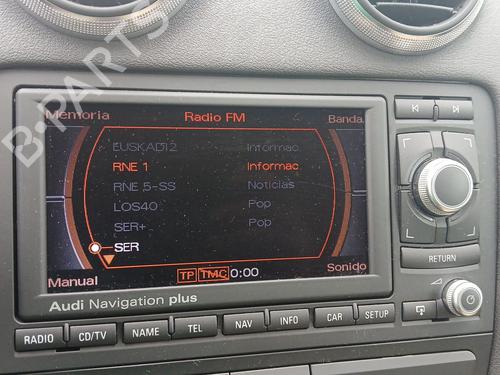 B-PARTS
Memoria Radio FM Banda
EUSKADI2 Informac
RNE 1 Informac
RNE 5-SS Noticias
LOS40 Pop
SER+ Pop
SER
Manual TP TMC 0:00 Sonido
RETURN
Audi Navigation plus
RADIO CD/TV NAME TEL NAV INFO CAR SETUP